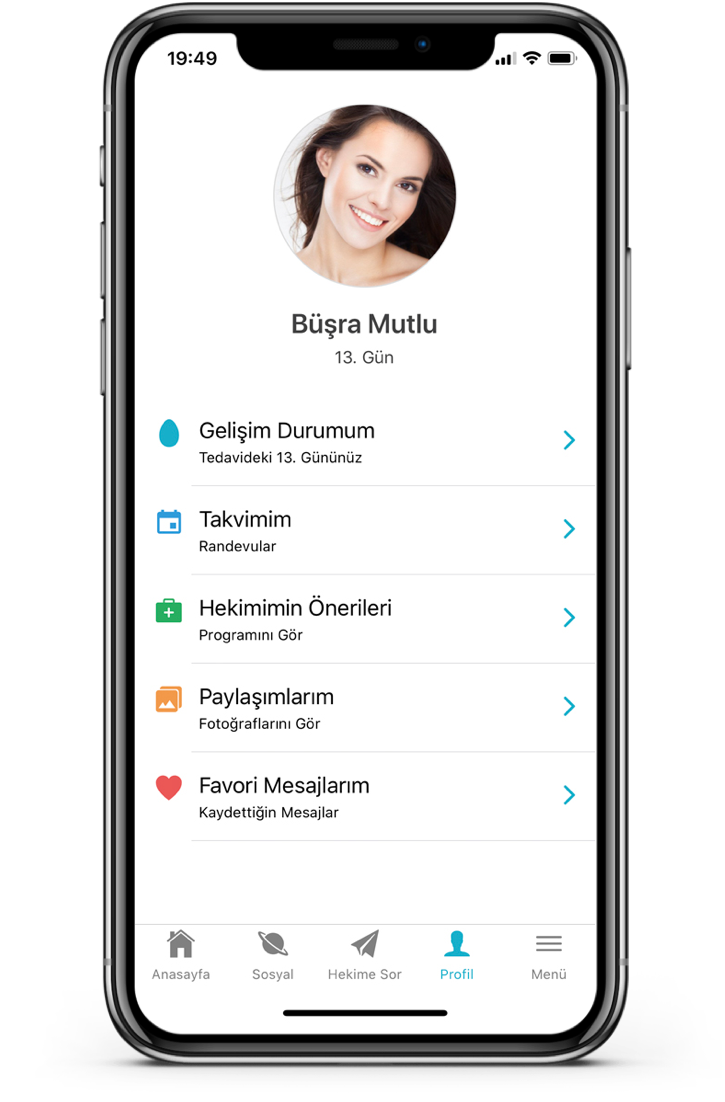 19:49
Büşra Mutlu
13. Gün
Gelişim Durumum
Tedavideki 13. Gününüz
Takvimim
Randevular
Hekimimin Önerileri
Programını Gör
Paylaşımlarım
Fotoğraflarını Gör
Favori Mesajlarım
Kaydettiğin Mesajlar
Anasayfa Sosyal Hekime Sor Profil Menü